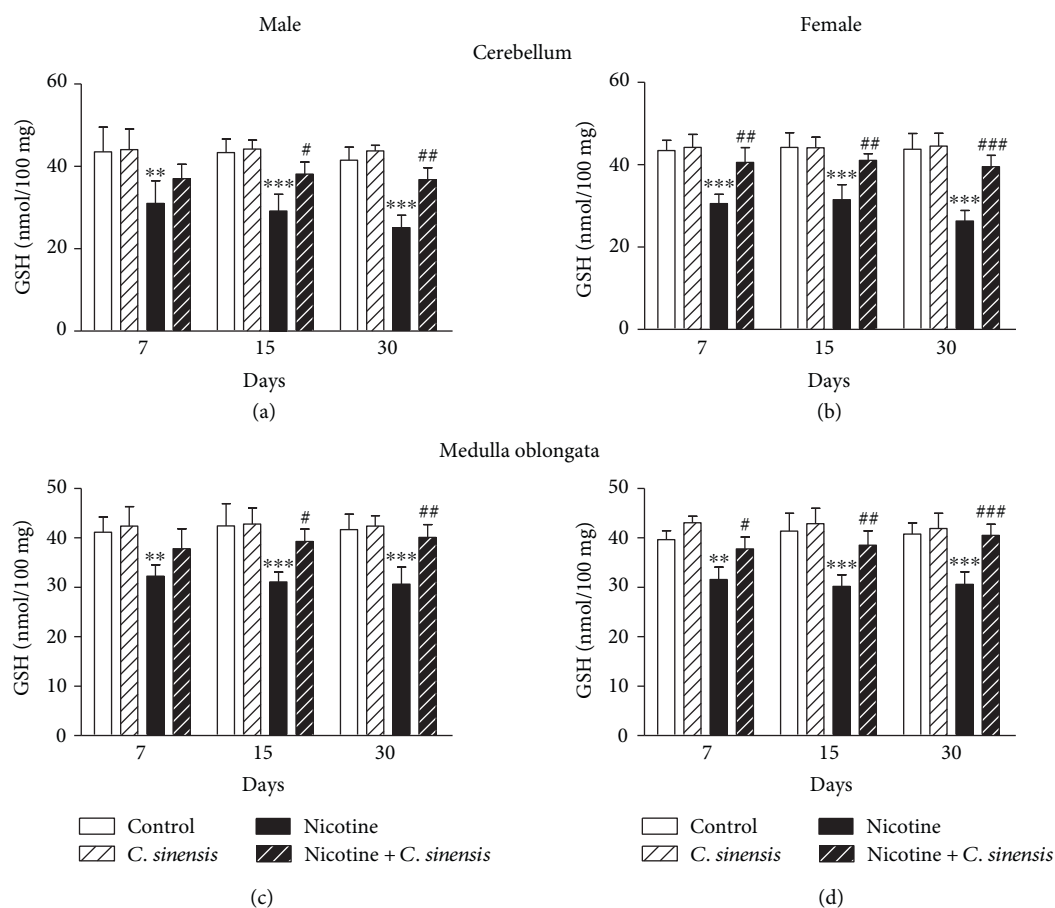 Male
Female
Cerebellum
60
40
20
0
GSH (nmol/100 mg)
**
***
#
***
##
7
15
30
Days
(a)
60
40
20
0
GSH (nmol/100 mg)
***
##
***
##
***
###
7
15
30
Days
(b)
Medulla oblongata
50
40
30
20
10
0
GSH (nmol/100 mg)
**
***
#
***
##
7
15
30
Days
50
40
30
20
10
0
GSH (nmol/100 mg)
**
#
***
##
***
###
7
15
30
Days
Control
Nicotine
C. sinensis
Nicotine + C. sinensis
(c)
Control
Nicotine
C. sinensis
Nicotine + C. sinensis
(d)